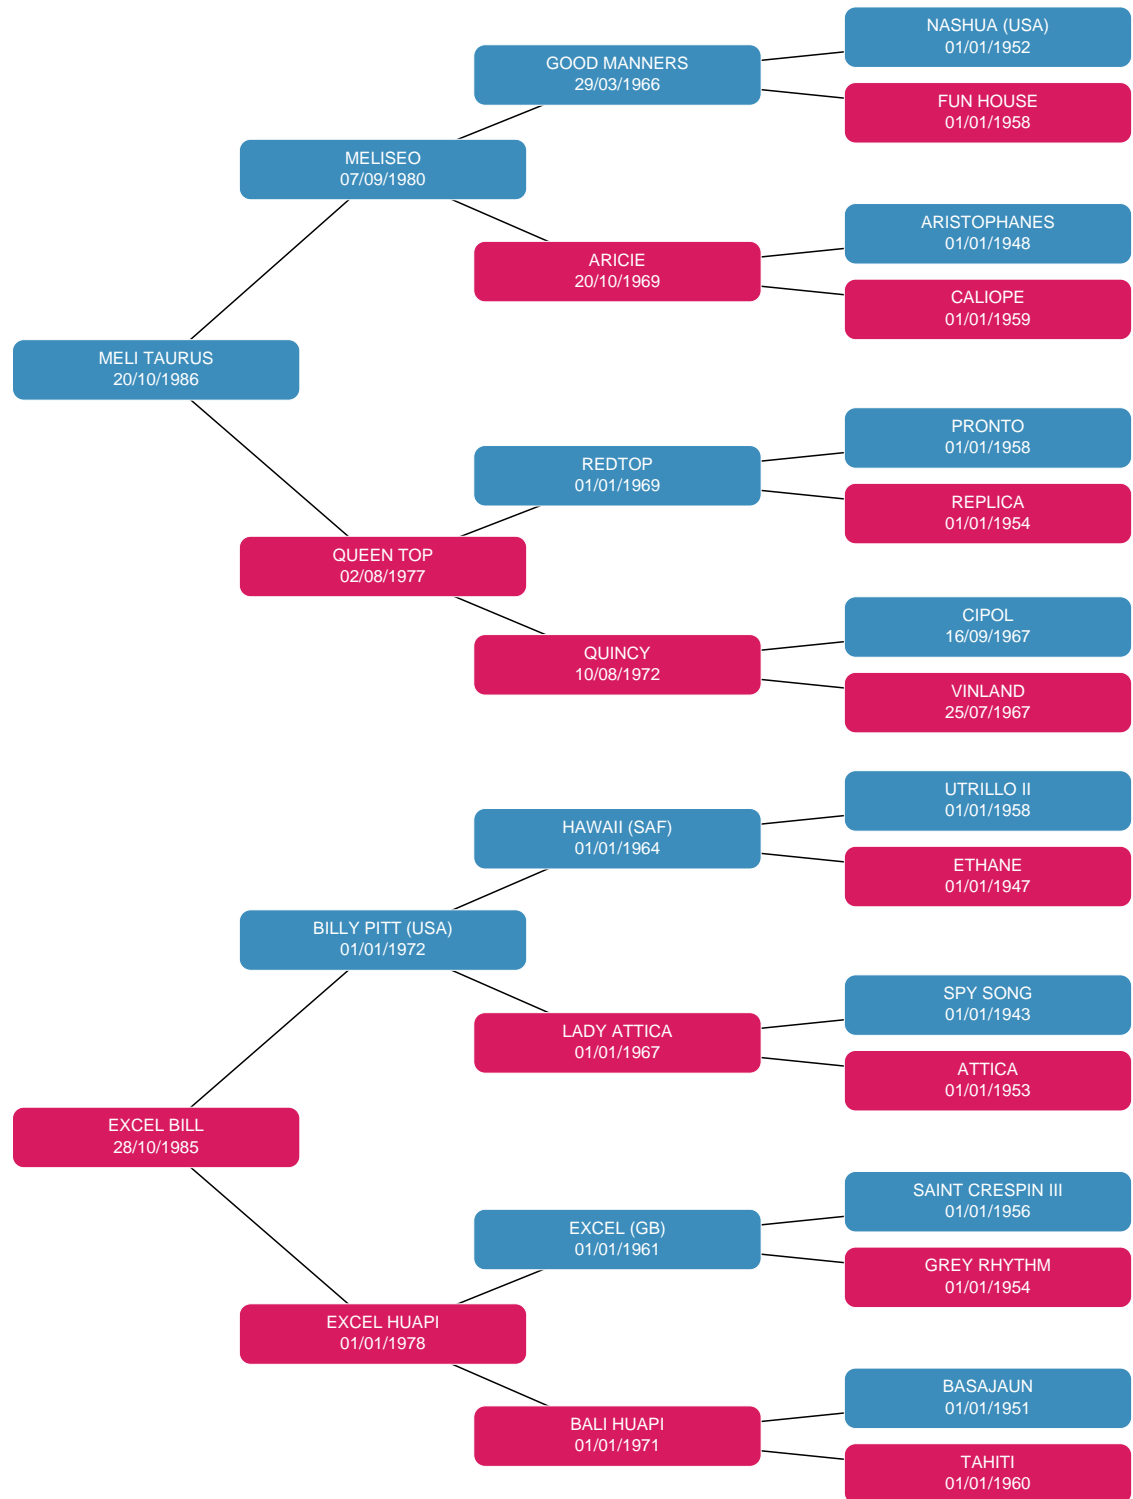 NASHUA (USA)
01/01/1952
GOOD MANNERS
29/03/1966
FUN HOUSE
01/01/1958
MELISEO
07/09/1980
ARISTOPHANES
01/01/1948
ARICIE
20/10/1969
CALIOPE
01/01/1959
MELI TAURUS
20/10/1986
PRONTO
01/01/1958
REDTOP
01/01/1969
REPLICA
01/01/1954
QUEEN TOP
02/08/1977
CIPOL
16/09/1967
QUINCY
10/08/1972
VINLAND
25/07/1967
UTRILLO II
01/01/1958
HAWAII (SAF)
01/01/1964
ETHANE
01/01/1947
BILLY PITT (USA)
01/01/1972
SPY SONG
01/01/1943
LADY ATTICA
01/01/1967
ATTICA
01/01/1953
EXCEL BILL
28/10/1985
SAINT CRESPIN III
01/01/1956
EXCEL (GB)
01/01/1961
GREY RHYTHM
01/01/1954
EXCEL HUAPI
01/01/1978
BASAJAUN
01/01/1951
BALI HUAPI
01/01/1971
TAHITI
01/01/1960